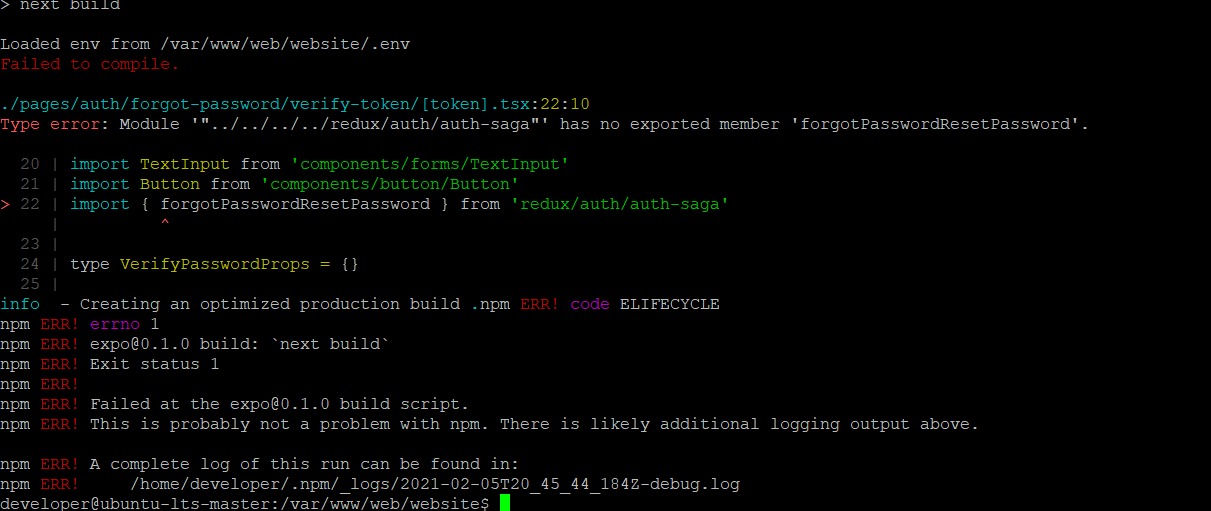 > next build
Loaded env from /var/www/web/website/.env
Failed to compile.
./pages/auth/forgot-password/verify-token/[token].tsx:22:10
Type error: Module '"../../../../redux/auth/auth-saga"' has no exported member 'forgotPasswordResetPassword'.
  20 | import TextInput from 'components/forms/TextInput'
  21 | import Button from 'components/button/Button'
> 22 | import { forgotPasswordResetPassword } from 'redux/auth/auth-saga'
     |          ^
  23 |
  24 | type VerifyPasswordProps = {}
  25 |
info  - Creating an optimized production build .npm ERR! code ELIFECYCLE
npm ERR! errno 1
npm ERR! expo@0.1.0 build: `next build`
npm ERR! Exit status 1
npm ERR!
npm ERR! Failed at the expo@0.1.0 build script.
npm ERR! This is probably not a problem with npm. There is likely additional logging output above.
npm ERR! A complete log of this run can be found in:
npm ERR!     /home/developer/.npm/_logs/2021-02-05T20_45_44_184Z-debug.log
developer@ubuntu-lts-master:/var/www/web/website$